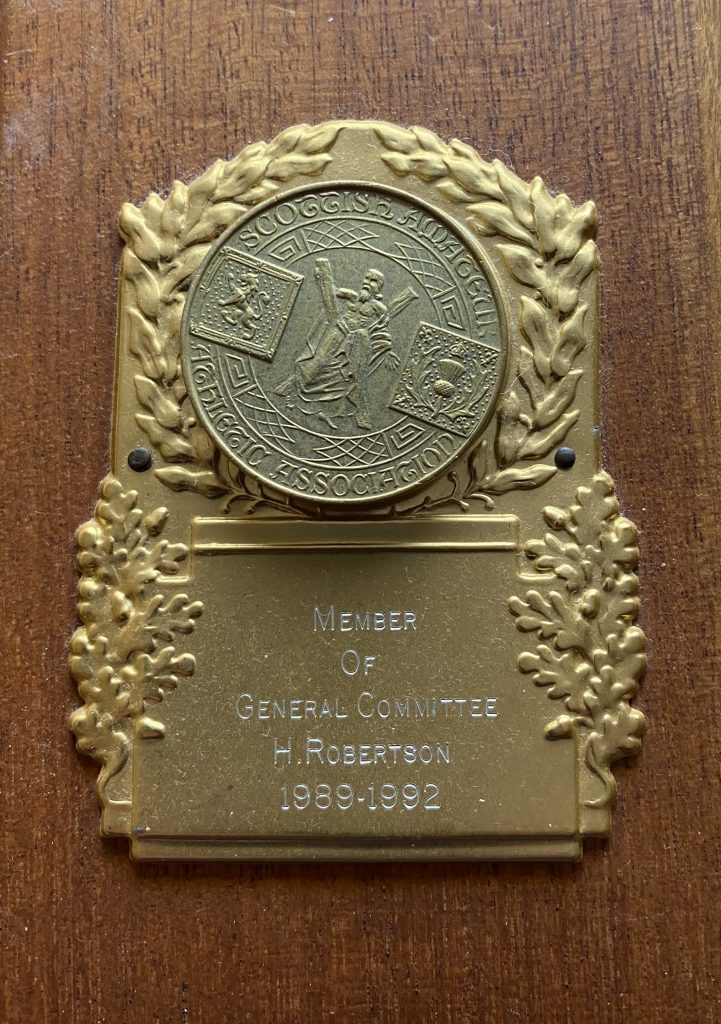 SCOTTISH AMATEUR
ATHLETIC ASSOCIATION
MEMBER
OF
GENERAL COMMITTEE
H.ROBERTSON
1989-1992